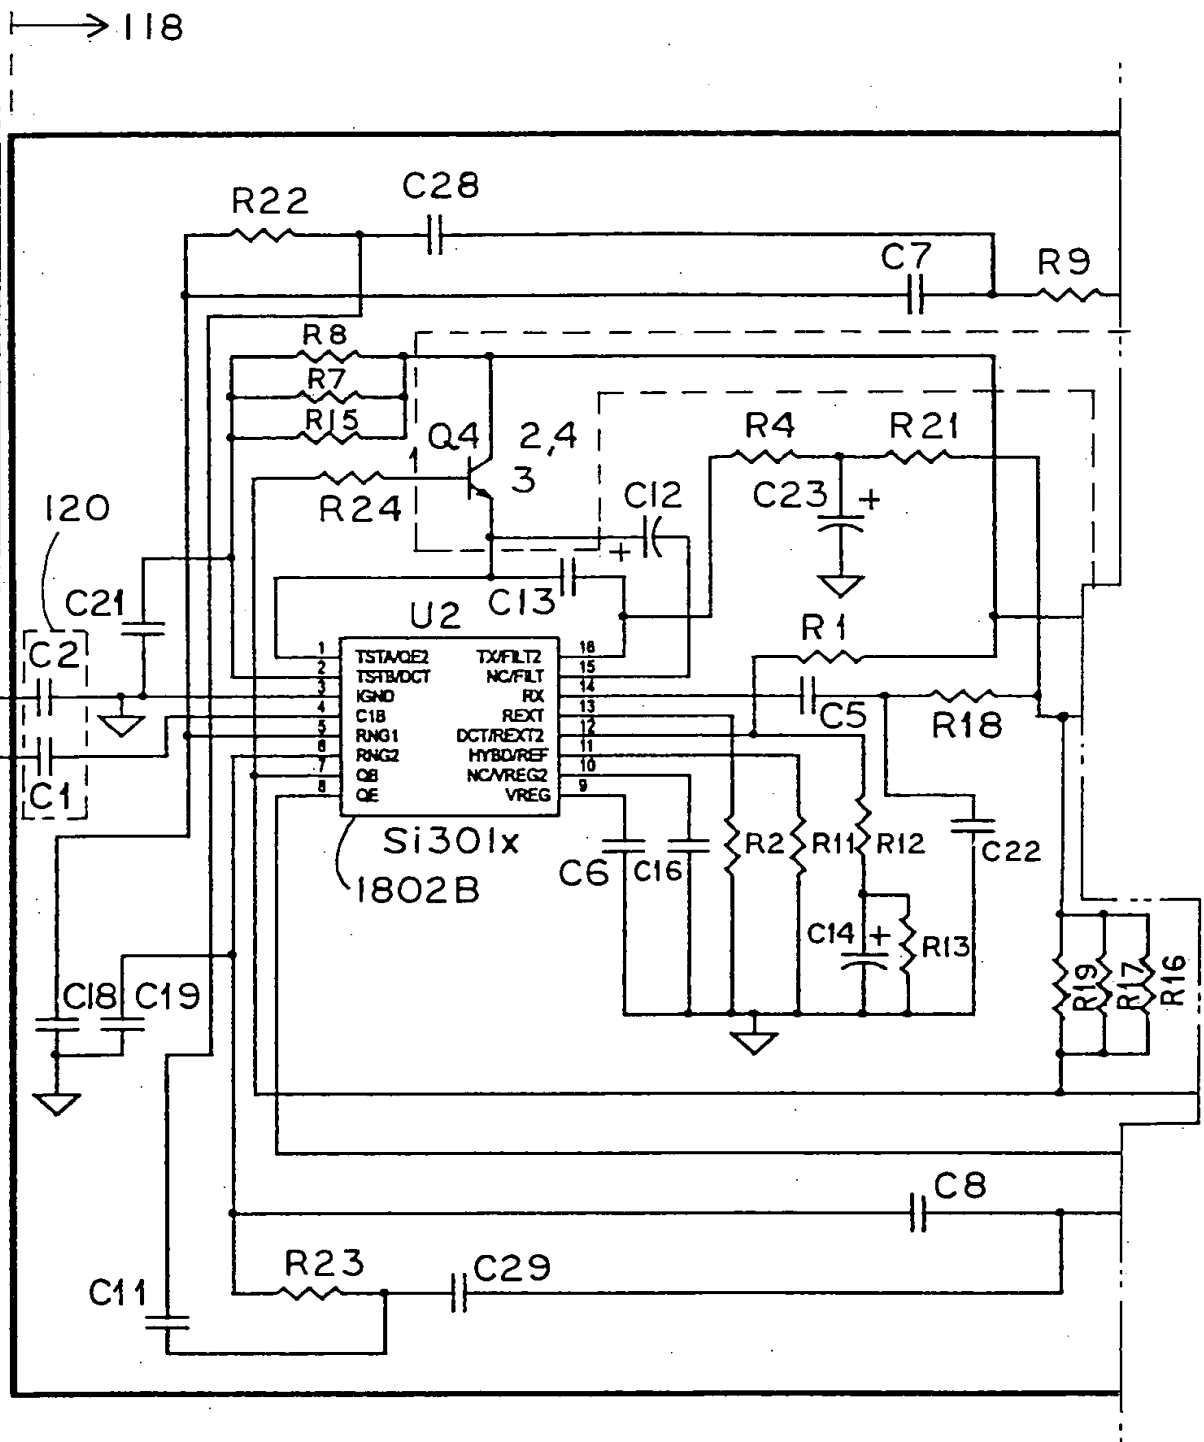 118
R22
C28
C7
R9
R8
R7
R15
Q4
2,4
1
3
R24
C12
+
R4
R21
C23
+
120
C21
C2
C1
C13
U2
R1
1 TSTA/QE2 TX/FILT2 16
2 TSTB/DCT NC/FILT 15
3 IGND RX 14
4 C1B REXT 13
5 RNG1 DCT/REXT2 12
6 RNG2 HYBD/REF 11
7 QB NC/VREG2 10
8 QE VREG 9
C5
R18
Si301x
1802B
C6
C16
R2
R11
R12
C22
C14
+
R13
C18
C19
R19
R17
R16
C8
R23
C29
C11